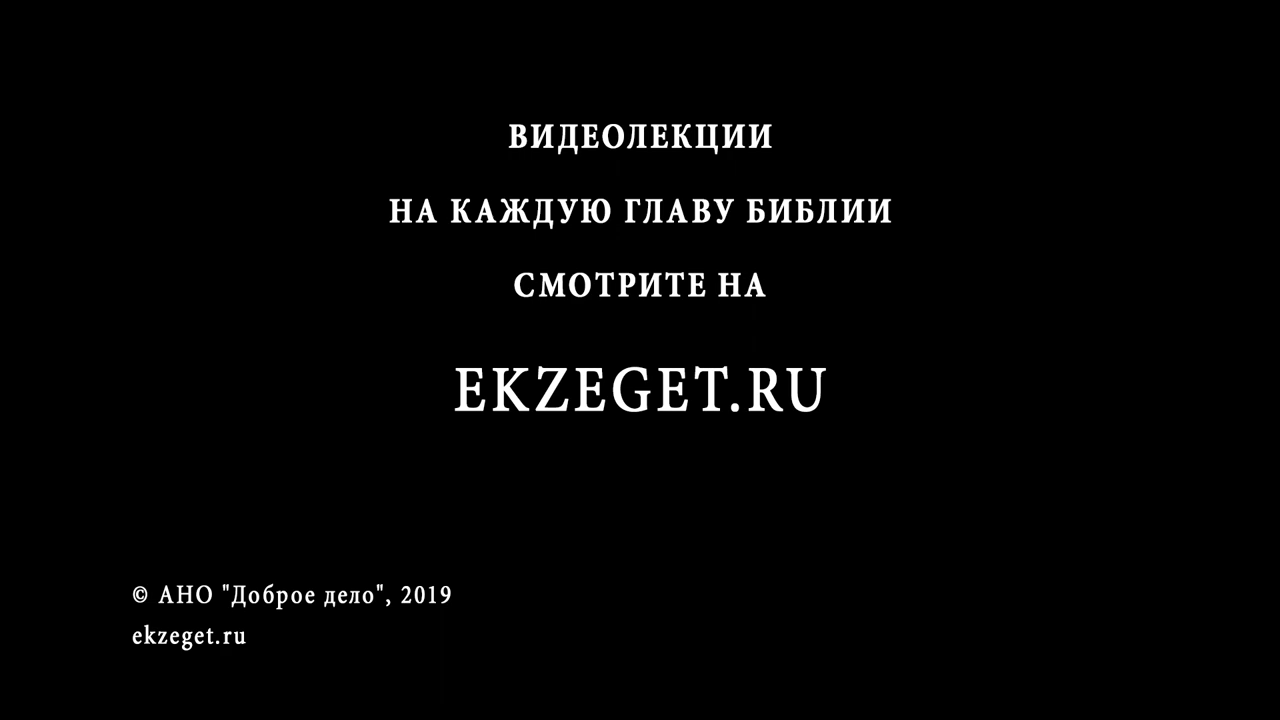 ВИДЕОЛЕКЦИИ
НА КАЖДУЮ ГЛАВУ БИБЛИИ
СМОТРИТЕ НА
EKZEGET.RU
© АНО "Доброе дело", 2019
ekzeget.ru